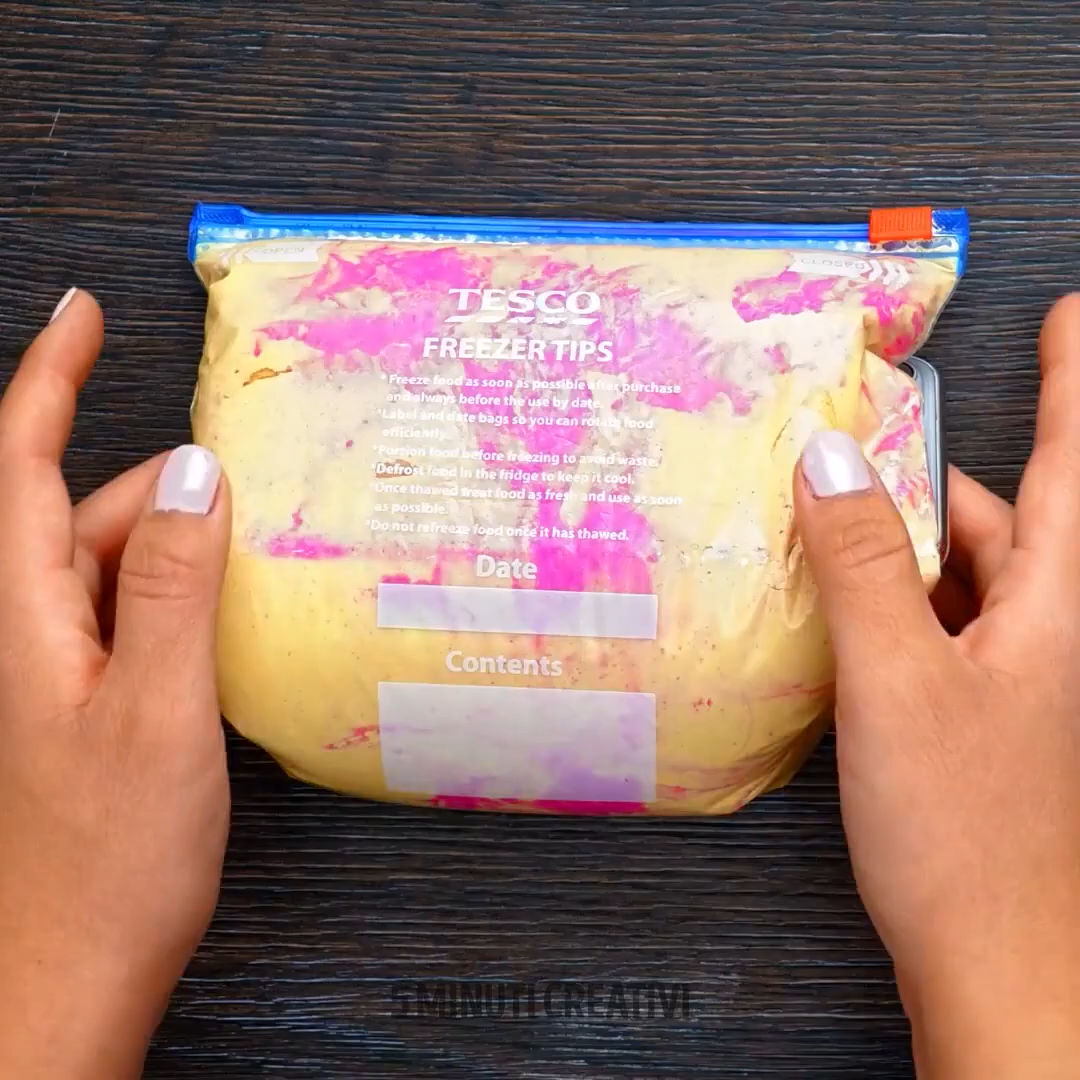 OPEN
CLOSED
TESCO
FREEZER TIPS
*Freeze food as soon as possible after purchase
and always before the use by date.
*Label and date bags so you can rotate food
efficiently.
*Portion food before freezing to avoid waste.
*Defrost food in the fridge to keep it cool.
*Once thawed treat food as fresh and use as soon
as possible.
*Do not refreeze food once it has thawed.
Date
Contents
5 MINUTI CREATIVI